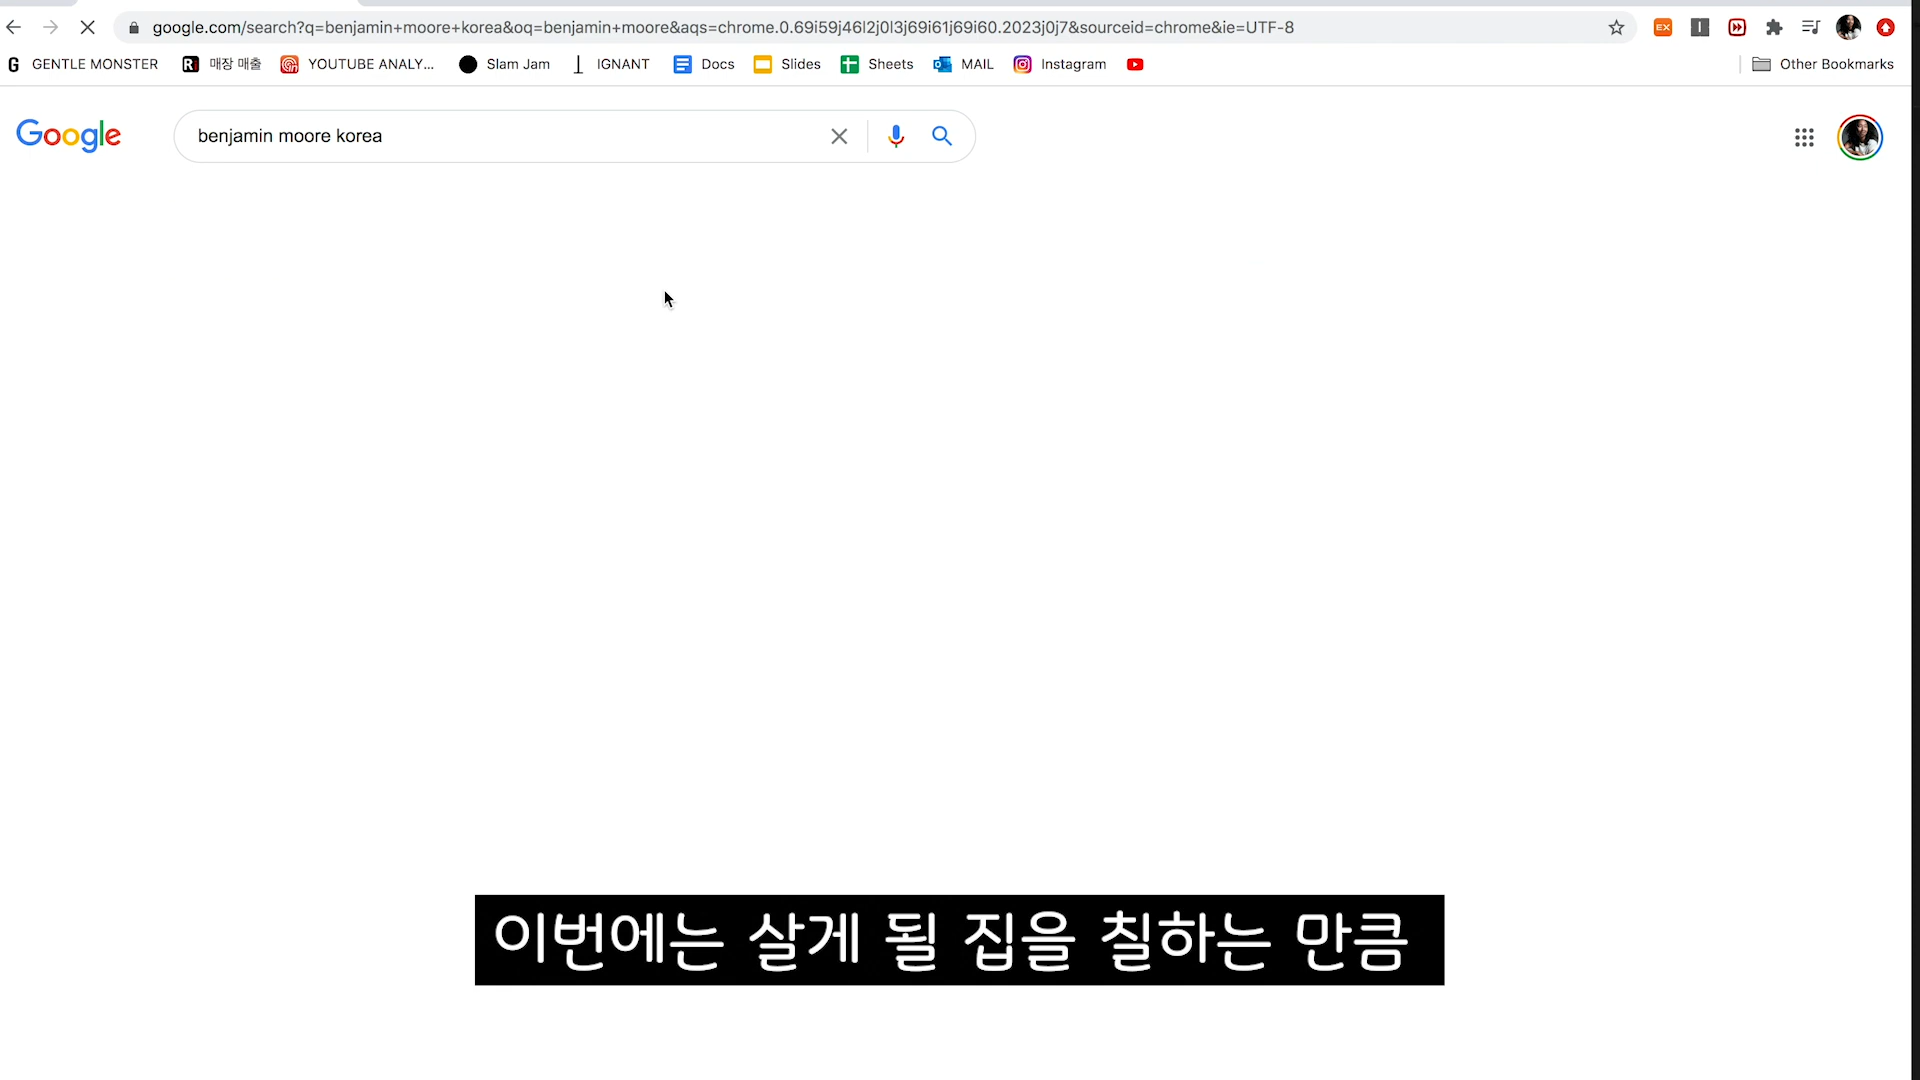 google.com/search?q=benjamin+moore+korea&oq=benjamin+moore&aqs=chrome.0.69i59j46l2j0l3j69i61j69i60.2023j0j7&sourceid=chrome&ie=UTF-8
GENTLE MONSTER 매장 매출 YOUTUBE ANALY... Slam Jam IGNANT Docs Slides Sheets MAIL Instagram Other Bookmarks
Google benjamin moore korea
이번에는 살게 될 집을 칠하는 만큼